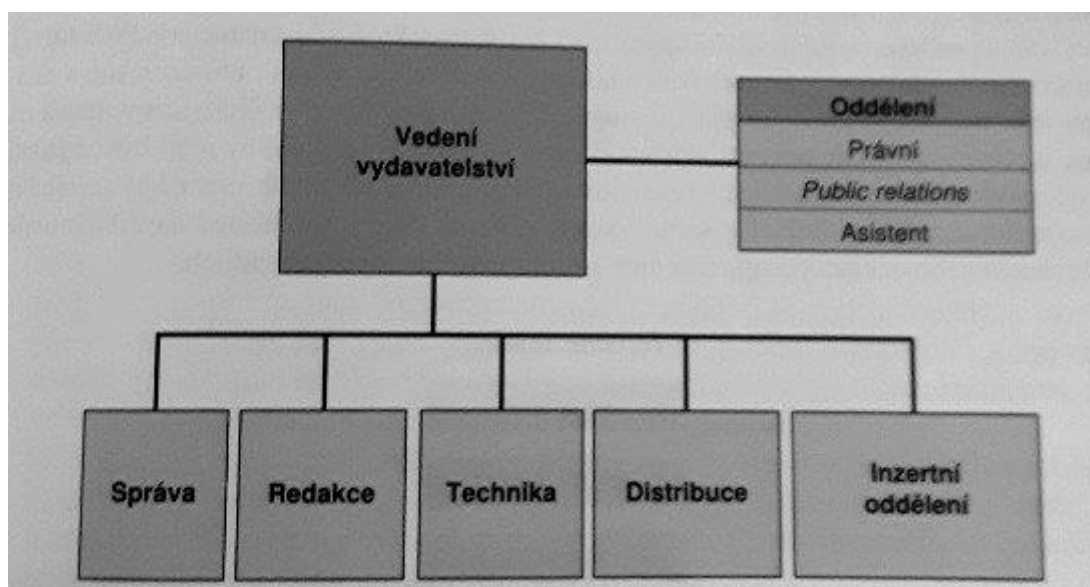 Vedení
vydavatelství
Oddělení
Právní
Public relations
Asistent
Správa
Redakce
Technika
Distribuce
Inzertní
oddělení